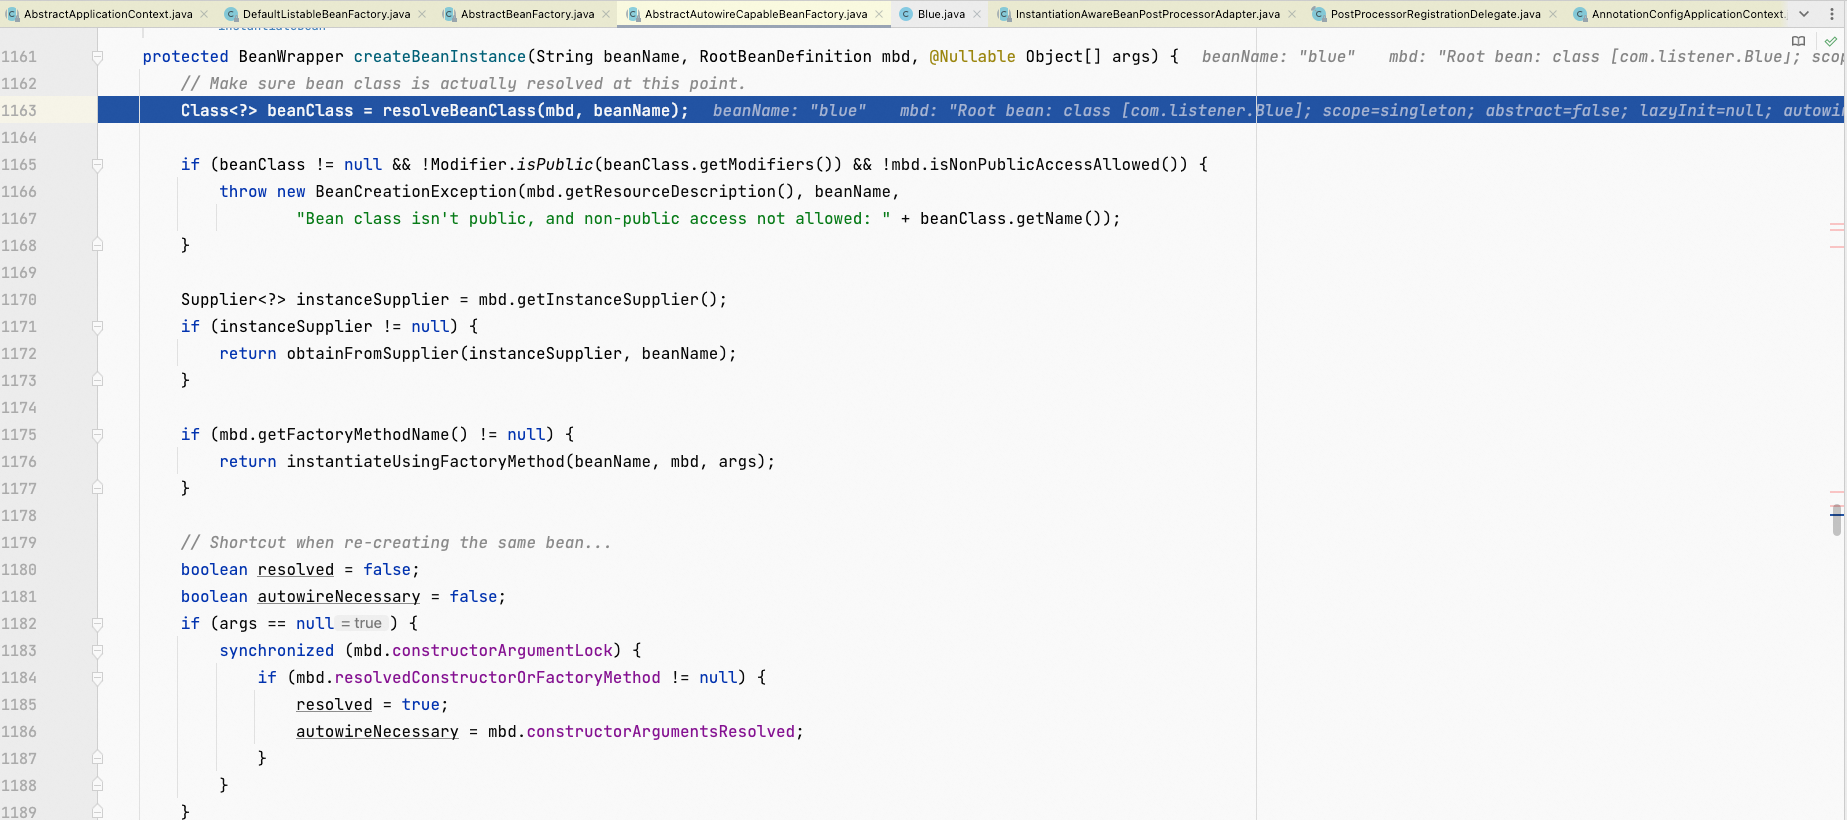 AbstractApplicationContext.java DefaultListableBeanFactory.java AbstractBeanFactory.java AbstractAutowireCapableBeanFactory.java Blue.java InstantiationAwareBeanPostProcessorAdapter.java PostProcessorRegistrationDelegate.java AnnotationConfigApplicationContext.
1161 protected BeanWrapper createBeanInstance(String beanName, RootBeanDefinition mbd, @Nullable Object[] args) { beanName: "blue" mbd: "Root bean: class [com.listener.Blue]; scop
1162 // Make sure bean class is actually resolved at this point.
1163 Class<?> beanClass = resolveBeanClass(mbd, beanName); beanName: "blue" mbd: "Root bean: class [com.listener.Blue]; scope=singleton; abstract=false; lazyInit=null; autowir
1164
1165 if (beanClass != null && !Modifier.isPublic(beanClass.getModifiers()) && !mbd.isNonPublicAccessAllowed()) {
1166 throw new BeanCreationException(mbd.getResourceDescription(), beanName,
1167 "Bean class isn't public, and non-public access not allowed: " + beanClass.getName());
1168 }
1169
1170 Supplier<?> instanceSupplier = mbd.getInstanceSupplier();
1171 if (instanceSupplier != null) {
1172 return obtainFromSupplier(instanceSupplier, beanName);
1173 }
1174
1175 if (mbd.getFactoryMethodName() != null) {
1176 return instantiateUsingFactoryMethod(beanName, mbd, args);
1177 }
1178
1179 // Shortcut when re-creating the same bean...
1180 boolean resolved = false;
1181 boolean autowireNecessary = false;
1182 if (args == null = true ) {
1183 synchronized (mbd.constructorArgumentLock) {
1184 if (mbd.resolvedConstructorOrFactoryMethod != null) {
1185 resolved = true;
1186 autowireNecessary = mbd.constructorArgumentsResolved;
1187 }
1188 }
1189 }